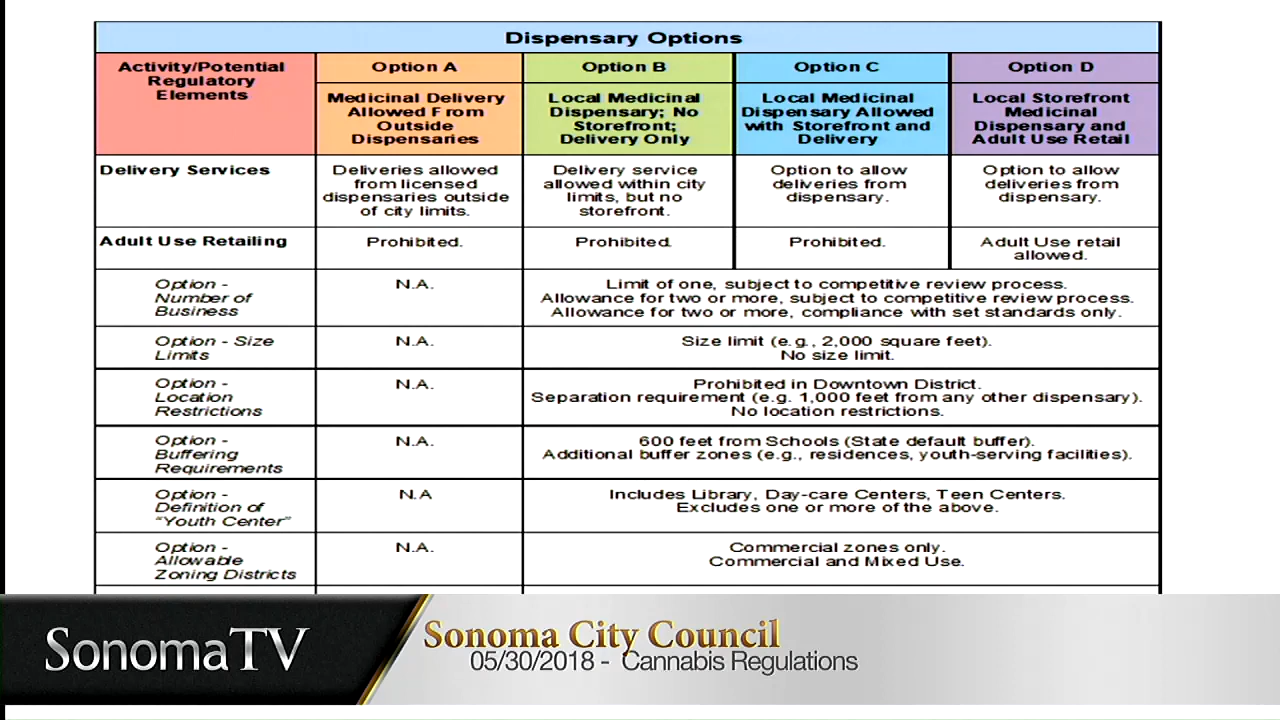 Dispensary Options
Activity/Potential
Regulatory
Elements
Option A
Option B
Option C
Option D
Medicinal Delivery
Allowed From
Outside
Dispensaries
Local Medicinal
Dispensary; No
Storefront;
Delivery Only
Local Medicinal
Dispensary Allowed
with Storefront and
Delivery
Local Storefront
Medicinal
Dispensary and
Adult Use Retail
Delivery Services
Deliveries allowed
from licensed
dispensaries outside
of city limits.
Delivery service
allowed within city
limits, but no
storefront.
Option to allow
deliveries from
dispensary.
Option to allow
deliveries from
dispensary.
Adult Use Retailing
Prohibited.
Prohibited.
Prohibited.
Adult Use retail
allowed.
Option -
Number of
Business
N.A.
Limit of one, subject to competitive review process.
Allowance for two or more, subject to competitive review process.
Allowance for two or more, compliance with set standards only.
Option - Size
Limits
N.A.
Size limit (e.g., 2,000 square feet).
No size limit.
Option -
Location
Restrictions
N.A.
Prohibited in Downtown District.
Separation requirement (e.g. 1,000 feet from any other dispensary).
No location restrictions.
Option -
Buffering
Requirements
N.A.
600 feet from Schools (State default buffer).
Additional buffer zones (e.g., residences, youth-serving facilities).
Option -
Definition of
"Youth Center"
N.A
Includes Library, Day-care Centers, Teen Centers.
Excludes one or more of the above.
Option -
Allowable
Zoning Districts
N.A.
Commercial zones only.
Commercial and Mixed Use.
SonomaTV
Sonoma City Council
05/30/2018 - Cannabis Regulations